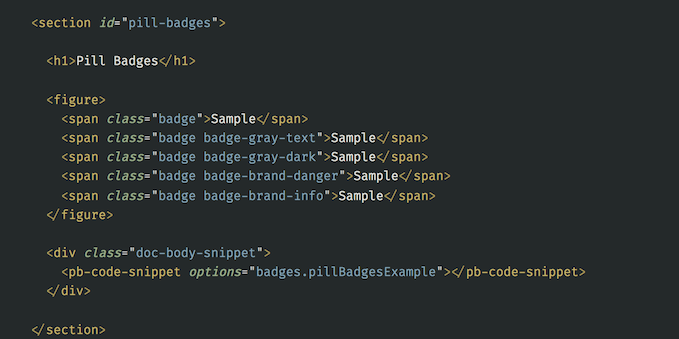 <section id="pill-badges">
<h1>Pill Badges</h1>
<figure>
<span class="badge">Sample</span>
<span class="badge badge-gray-text">Sample</span>
<span class="badge badge-gray-dark">Sample</span>
<span class="badge badge-brand-danger">Sample</span>
<span class="badge badge-brand-info">Sample</span>
</figure>
<div class="doc-body-snippet">
<pb-code-snippet options="badges.pillBadgesExample"></pb-code-snippet>
</div>
</section>